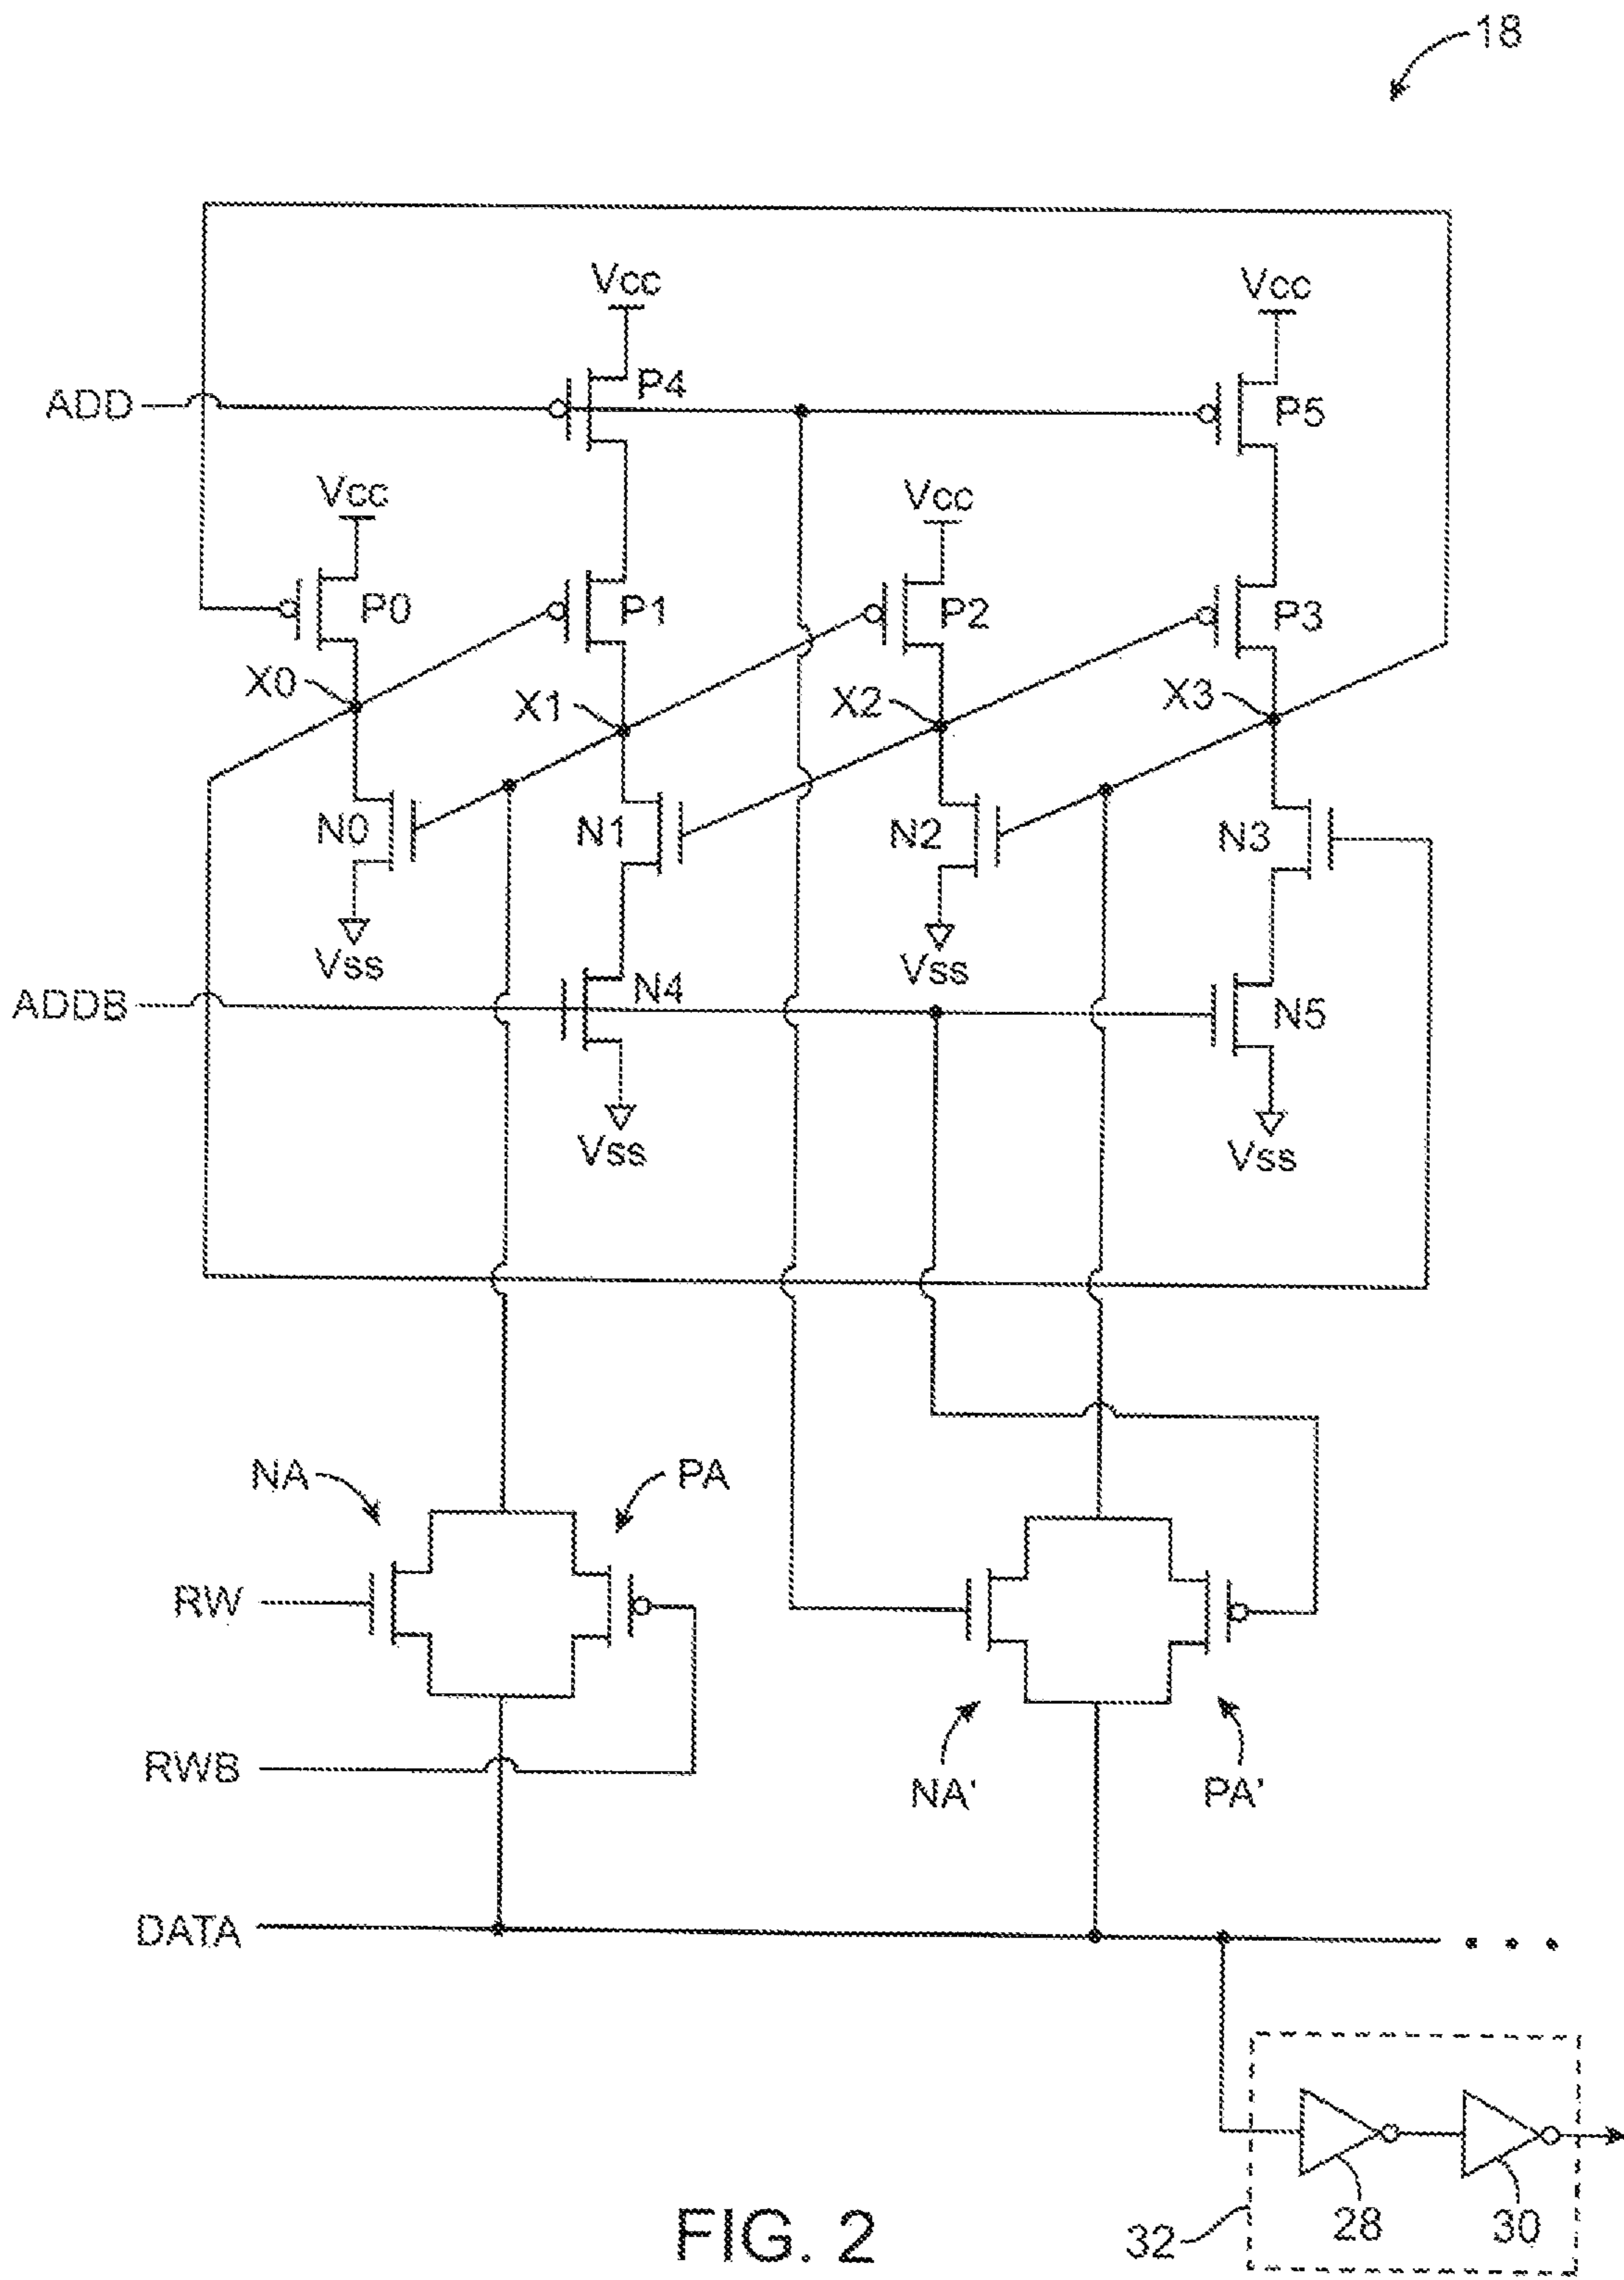 18
Vcc
Vcc
ADD
P4
P5
Vcc
Vcc
P0
P1
P2
P3
X0
X1
X2
X3
N0
N1
N2
N3
Vss
Vss
ADDB
N4
N5
Vss
Vss
NA
PA
RW
RWB
NA'
PA'
DATA
28
30
32
FIG. 2